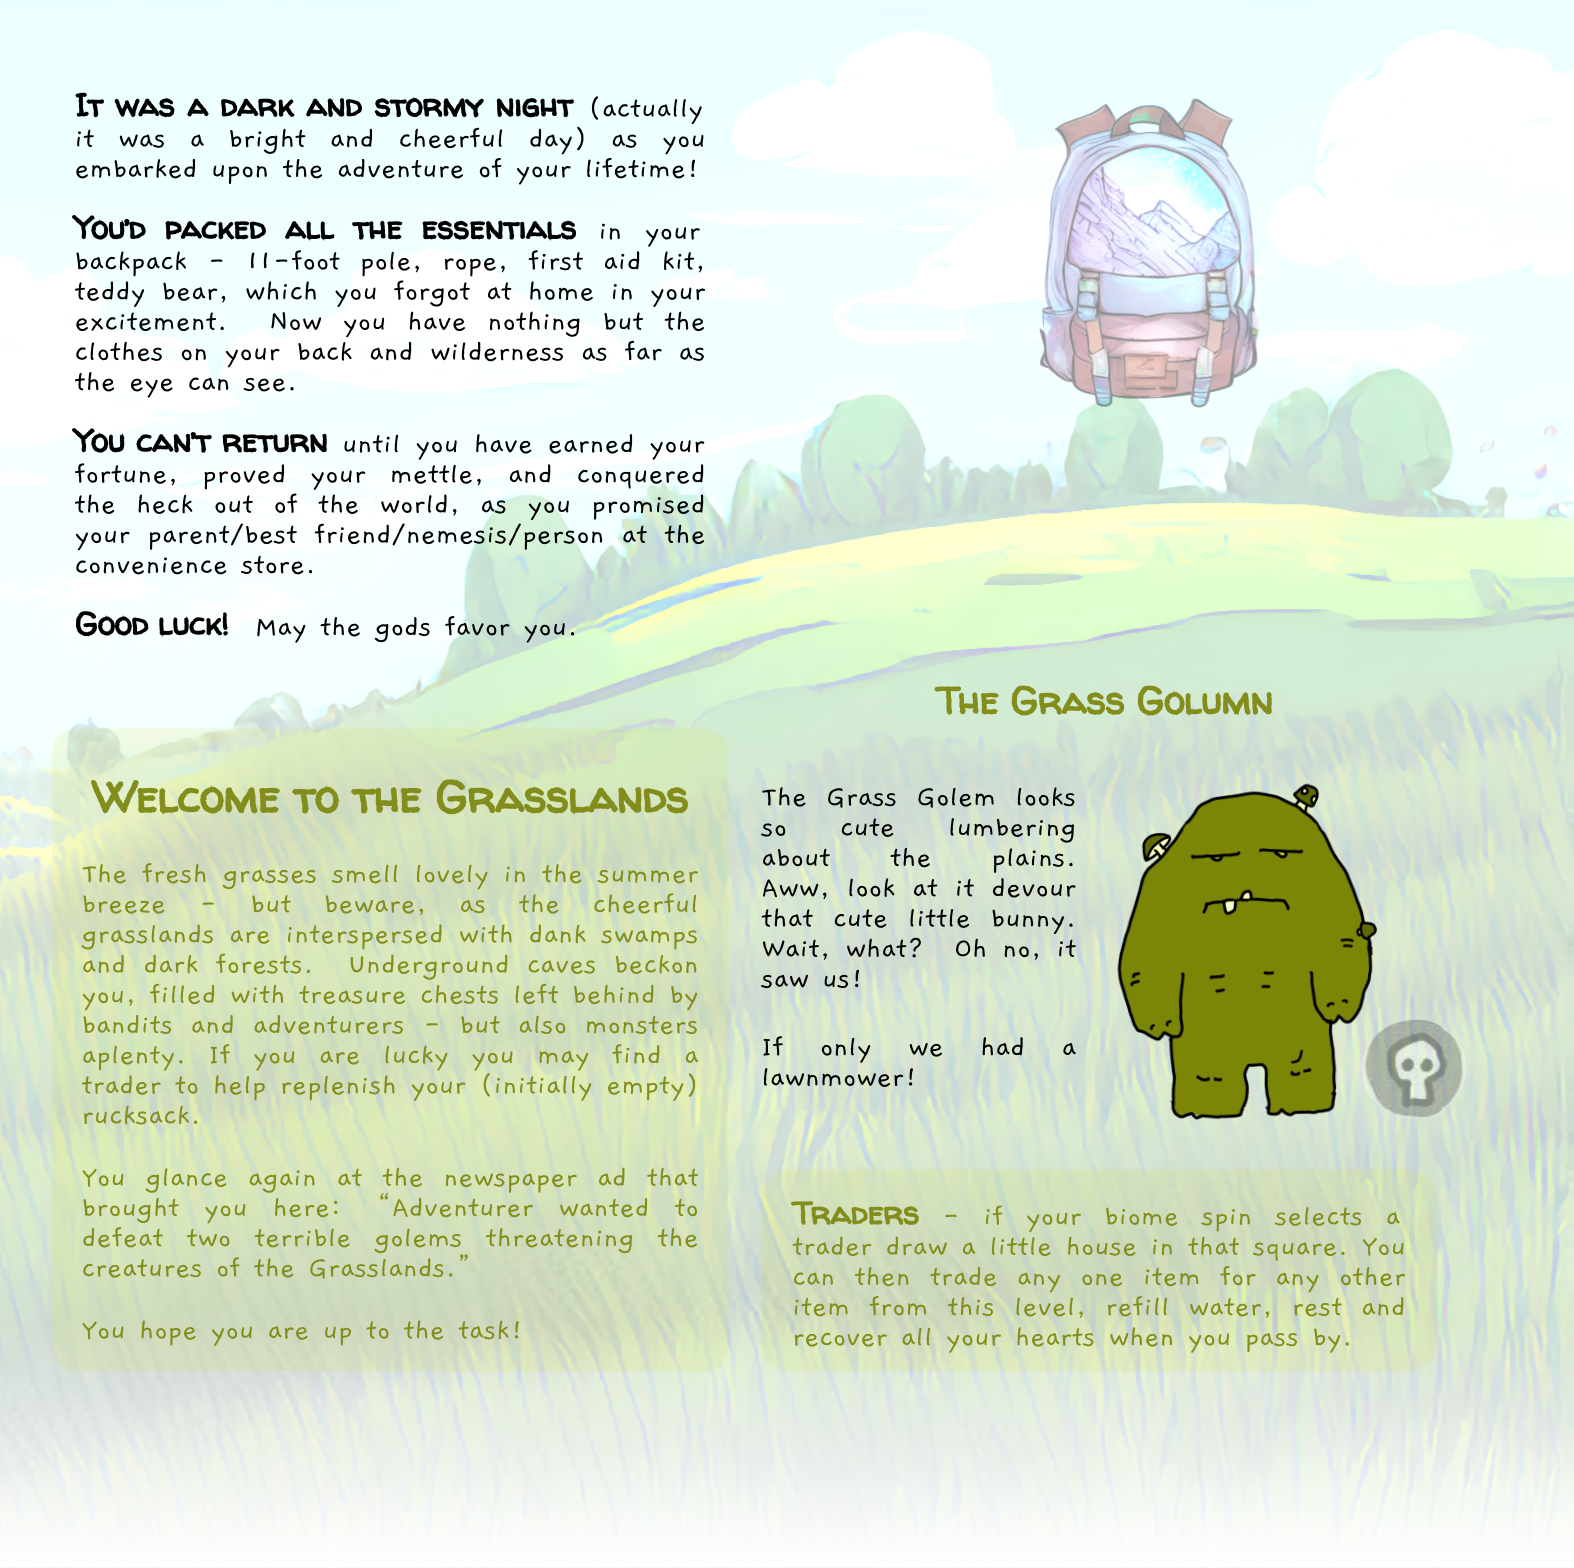 IT WAS A DARK AND STORMY NIGHT (actually
it was a bright and cheerful day) as you
embarked upon the adventure of your lifetime!
YOU'D PACKED ALL THE ESSENTIALS in your
backpack - 11-foot pole, rope, first aid kit,
teddy bear, which you forgot at home in your
excitement. Now you have nothing but the
clothes on your back and wilderness as far as
the eye can see.
YOU CAN'T RETURN until you have earned your
fortune, proved your mettle, and conquered
the heck out of the world, as you promised
your parent/best friend/nemesis/person at the
convenience store.
GOOD LUCK! May the gods favor you.
WELCOME TO THE GRASSLANDS
The fresh grasses smell lovely in the summer
breeze - but beware, as the cheerful
grasslands are interspersed with dank swamps
and dark forests. Underground caves beckon
you, filled with treasure chests left behind by
bandits and adventurers - but also monsters
aplenty. If you are lucky you may find a
trader to help replenish your (initially empty)
rucksack.
You glance again at the newspaper ad that
brought you here: “Adventurer wanted to
defeat two terrible golems threatening the
creatures of the Grasslands.”
You hope you are up to the task!
THE GRASS GOLUMN
The Grass Golem looks
so cute lumbering
about the plains.
Aww, look at it devour
that cute little bunny.
Wait, what? Oh no, it
saw us!
If only we had a
lawnmower!
TRADERS - if your biome spin selects a
trader draw a little house in that square. You
can then trade any one item for any other
item from this level, refill water, rest and
recover all your hearts when you pass by.